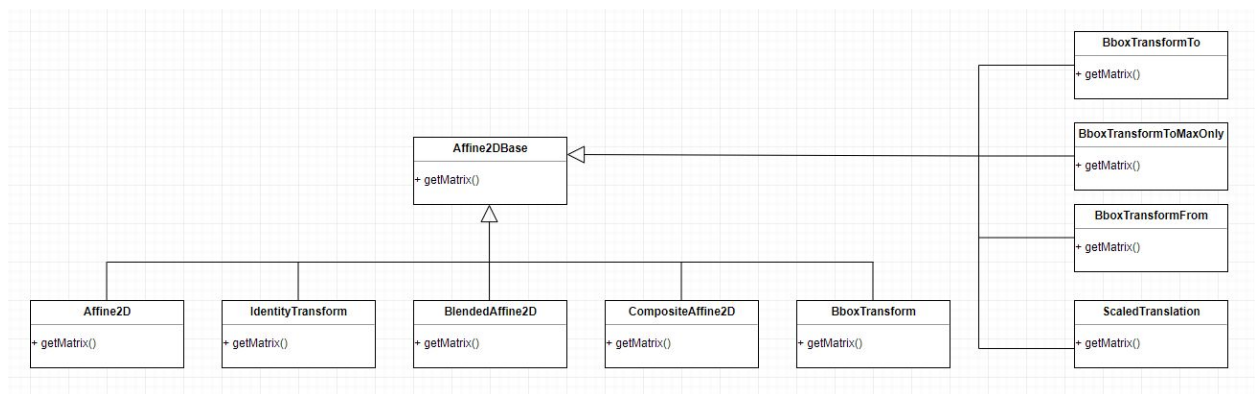 BboxTransformTo
+ getMatrix()
BboxTransformToMaxOnly
+ getMatrix()
Affine2DBase
+ getMatrix()
BboxTransformFrom
+ getMatrix()
Affine2D
+ getMatrix()
IdentityTransform
+ getMatrix()
BlendedAffine2D
+ getMatrix()
CompositeAffine2D
+ getMatrix()
BboxTransform
+ getMatrix()
ScaledTranslation
+ getMatrix()